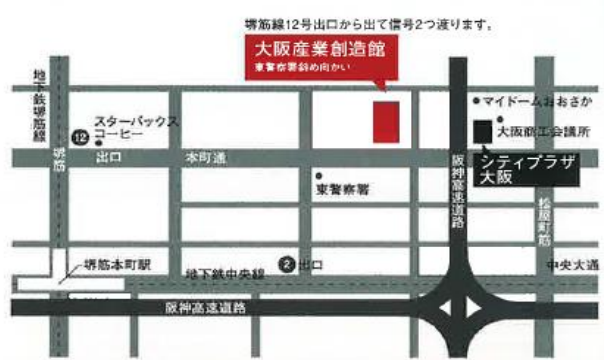 堺筋線12号出口から出て信号2つ渡ります。
大阪産業創造館
東警察署斜め向かい
地下鉄堺筋線
堺筋
スターバックス
コーヒー
12
出口
本町通
マイドームおおさか
大阪商工会議所
シティプラザ
大阪
東警察署
阪神高速道路
松屋町筋
堺筋本町駅
地下鉄中央線
2
出口
中央大通
阪神高速道路